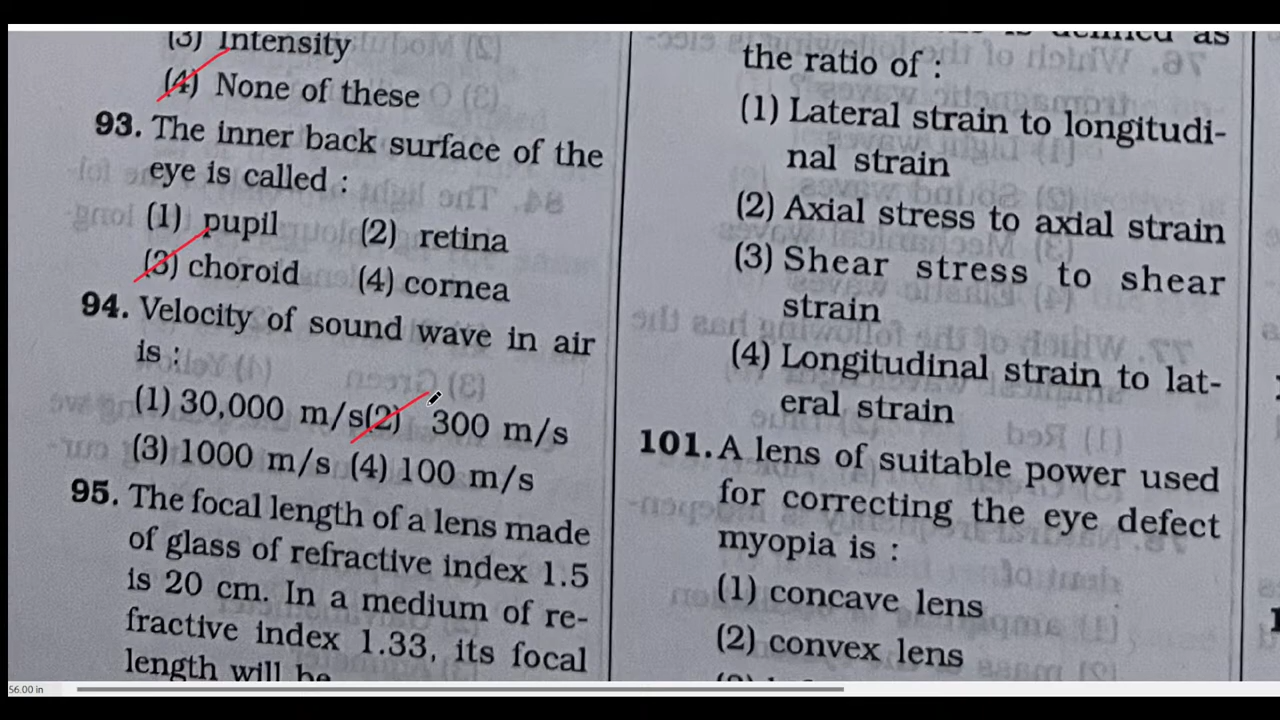 (3) Intensity
(4) None of these
93. The inner back surface of the
eye is called :
(1) pupil (2) retina
(3) choroid (4) cornea
94. Velocity of sound wave in air
is :
(1) 30,000 m/s (2) 300 m/s
(3) 1000 m/s (4) 100 m/s
95. The focal length of a lens made
of glass of refractive index 1.5
is 20 cm. In a medium of re-
fractive index 1.33, its focal
length will be
is defined as
the ratio of :
(1) Lateral strain to longitudi-
nal strain
(2) Axial stress to axial strain
(3) Shear stress to shear
strain
(4) Longitudinal strain to lat-
eral strain
101. A lens of suitable power used
for correcting the eye defect
myopia is :
(1) concave lens
(2) convex lens
56.00 in